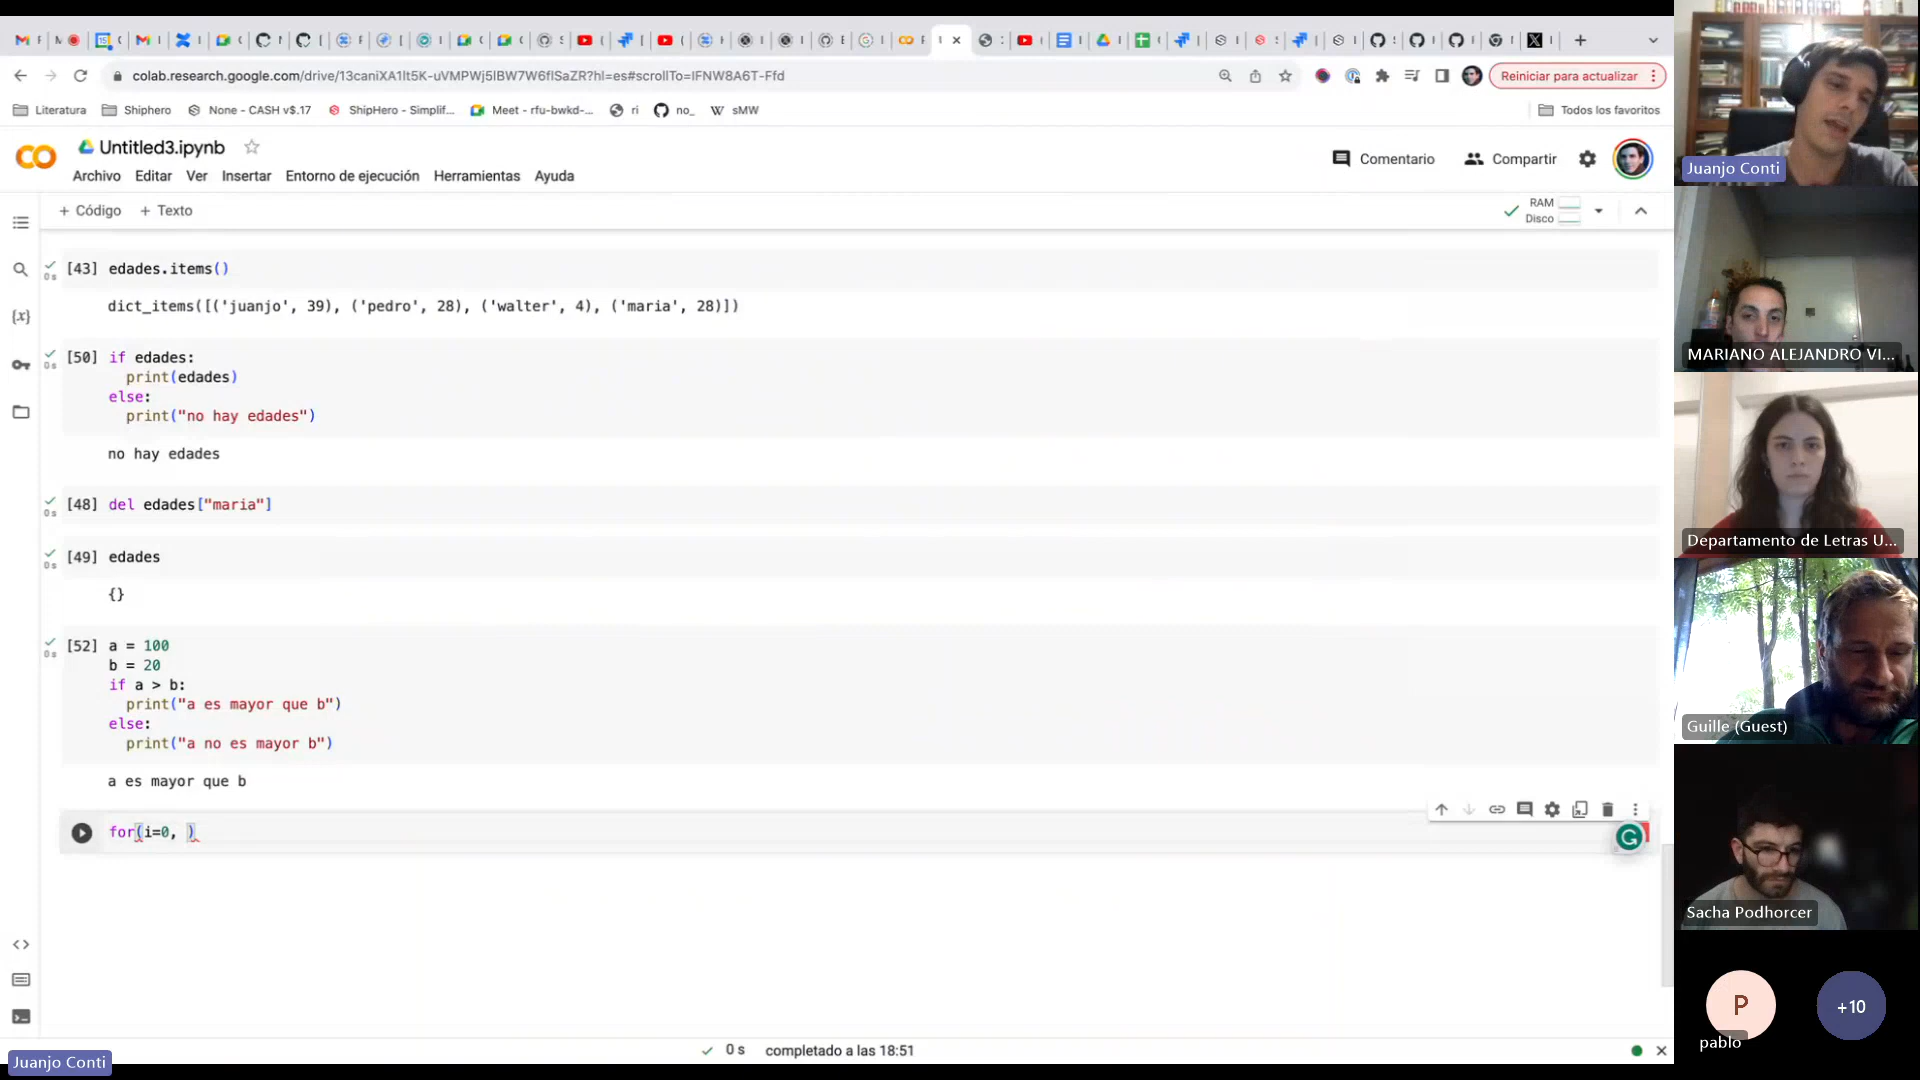 colab.research.google.com/drive/13caniXA1lt5K-uVMPWj5lBW7W6flSaZR?hl=es#scrollTo=IFNW8A6T-Ffd
Reiniciar para actualizar
Literatura
Shiphero
None - CASH v$.17
ShipHero - Simplif...
Meet - rfu-bwkd-...
ri
no_
sMW
Todos los favoritos
Untitled3.ipynb
Archivo Editar Ver Insertar Entorno de ejecución Herramientas Ayuda
Comentario
Compartir
+ Código + Texto
RAM
Disco
[43] edades.items()
0 s
dict_items([('juanjo', 39), ('pedro', 28), ('walter', 4), ('maria', 28)])
[50] if edades:
0 s
print(edades)
else:
print("no hay edades")
no hay edades
[48] del edades["maria"]
0 s
[49] edades
0 s
{}
[52] a = 100
0 s
b = 20
if a > b:
print("a es mayor que b")
else:
print("a no es mayor b")
a es mayor que b
for(i=0, )
0 s completado a las 18:51
Juanjo Conti
Juanjo Conti
MARIANO ALEJANDRO VI...
Departamento de Letras U...
Guille (Guest)
Sacha Podhorcer
P
pablo
+10